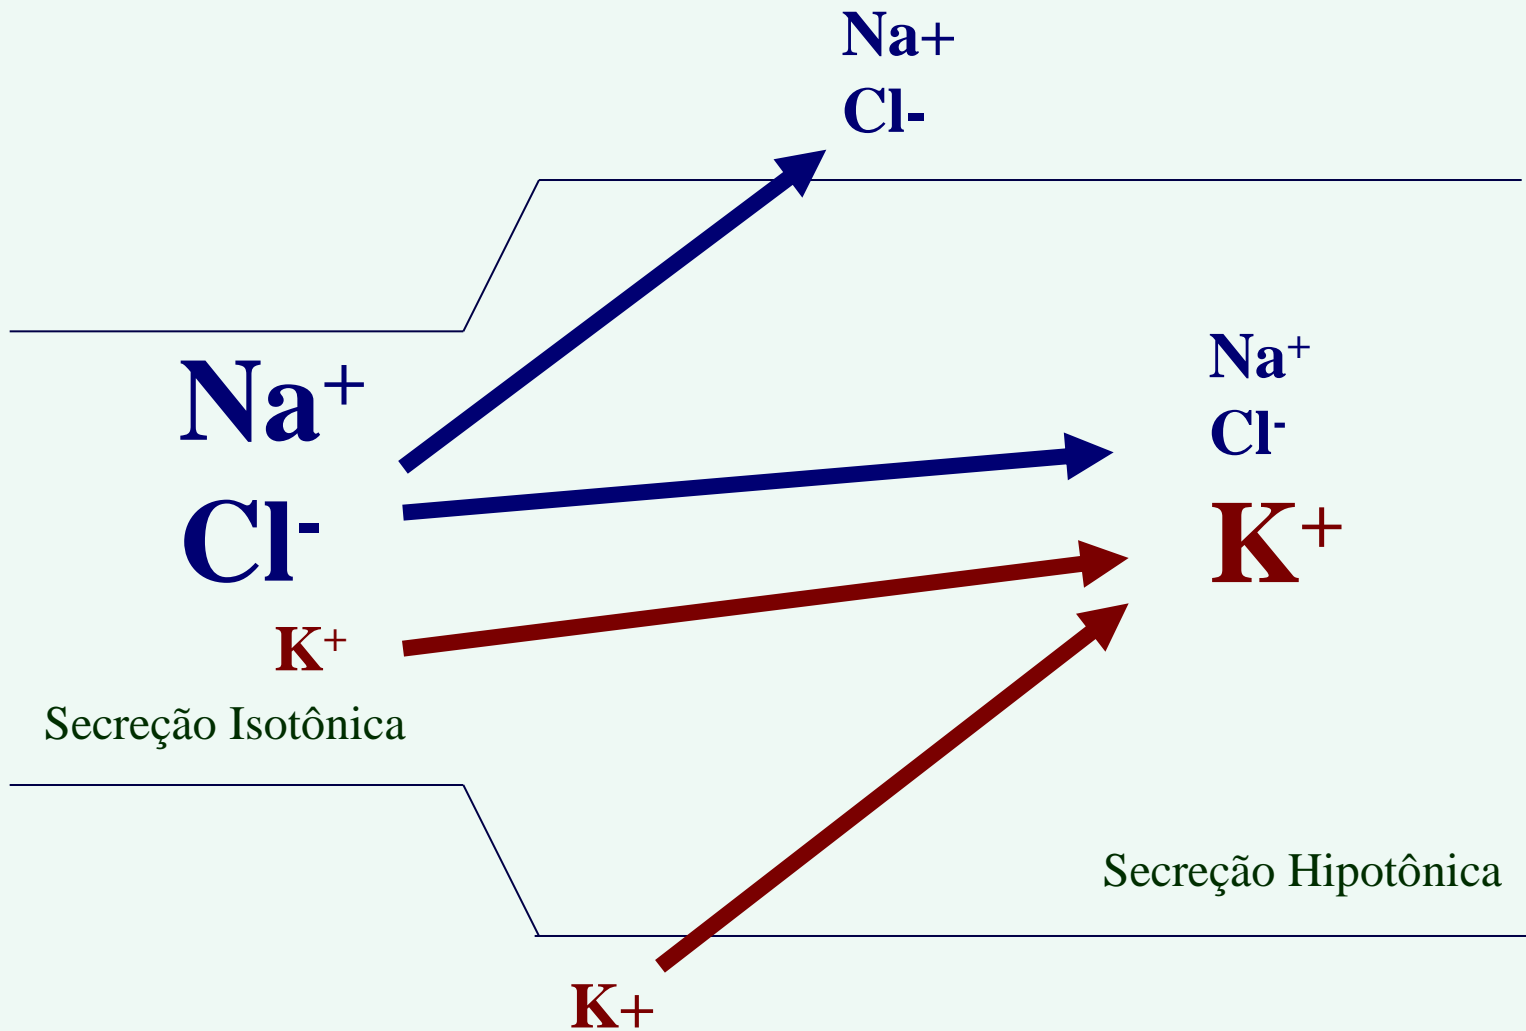 Na+
Cl-
Na⁺
Cl⁻
K⁺
Secreção Isotônica
Na⁺
Cl⁻
K⁺
Secreção Hipotônica
K+